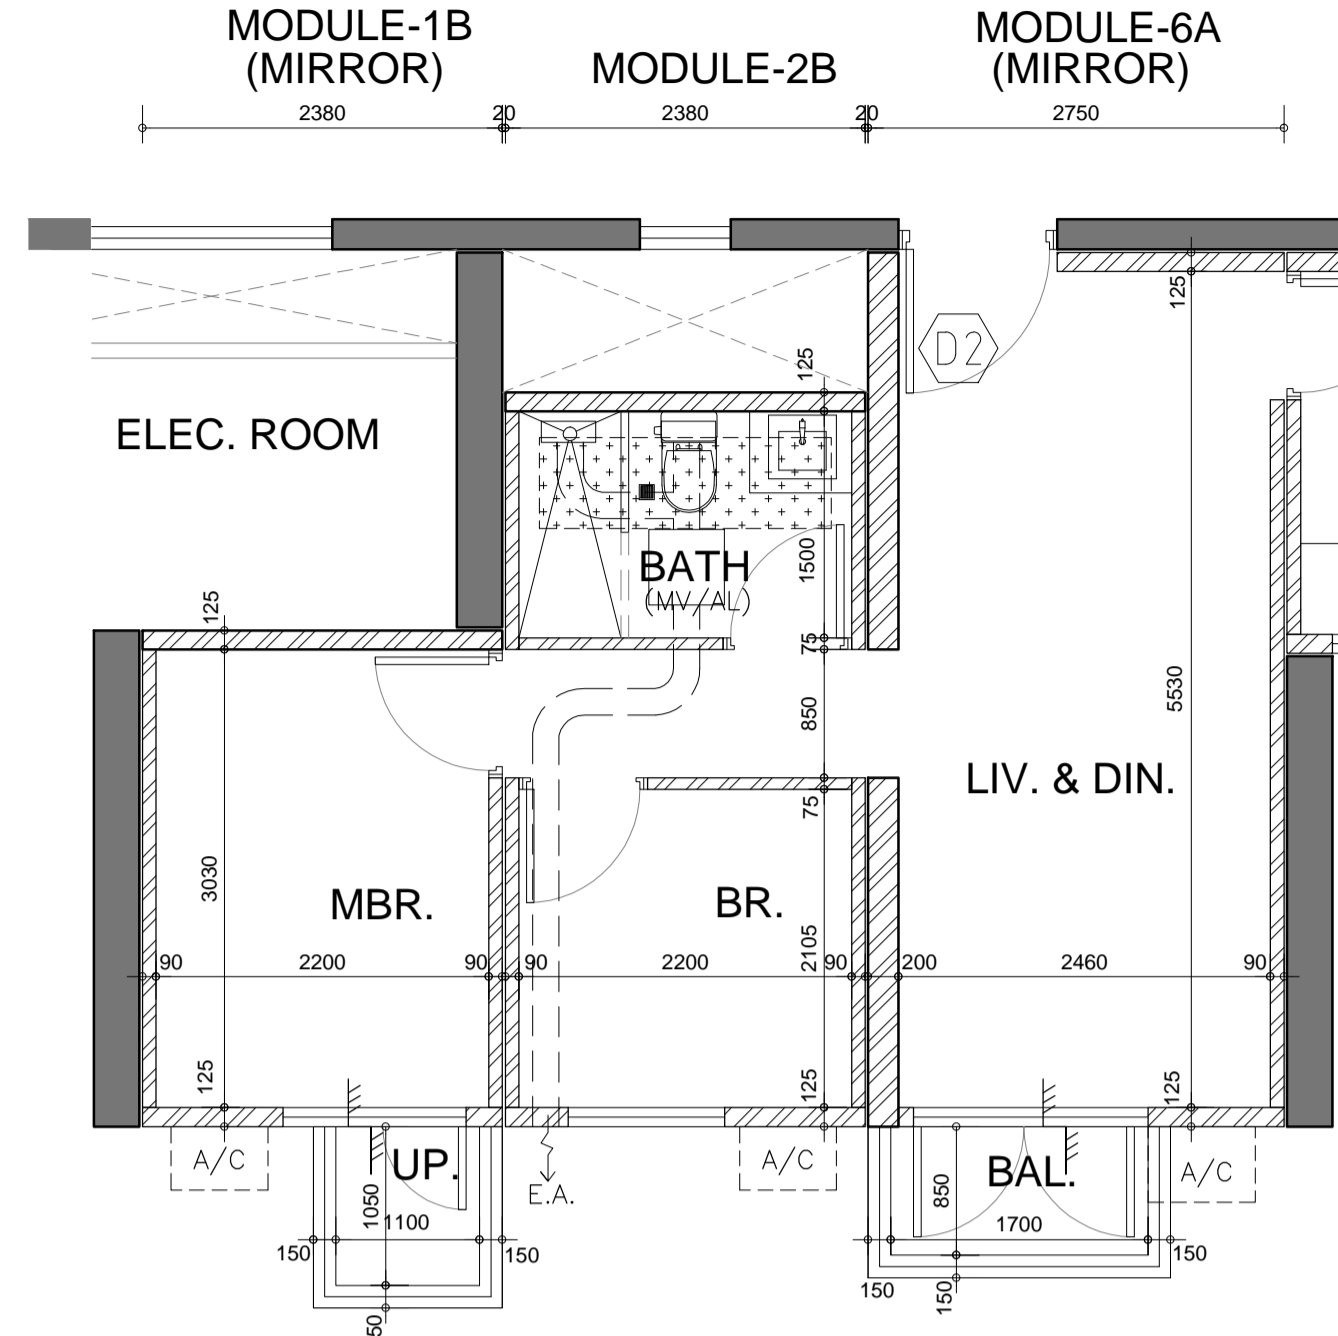 MODULE-1B
(MIRROR)
MODULE-2B
MODULE-6A
(MIRROR)
2380
20
2380
20
2750
125
D2
125
ELEC. ROOM
1500
BATH
(MV/AL)
125
75
850
5530
LIV. & DIN.
75
3030
MBR.
BR.
2105
90
2200
90
90
2200
90
200
2460
90
125
125
125
A/C
UP.
1050
1100
150
150
E.A.
A/C
BAL.
850
1700
A/C
150
150
150
50